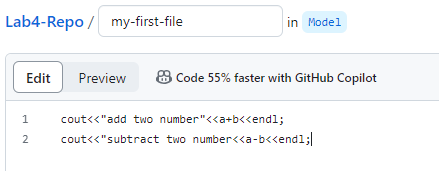 Lab4-Repo / my-first-file in Model
Edit Preview Code 55% faster with GitHub Copilot
1 cout<<"add two number"<<a+b<<endl;
2 cout<<"subtract two number<<a-b<<endl;